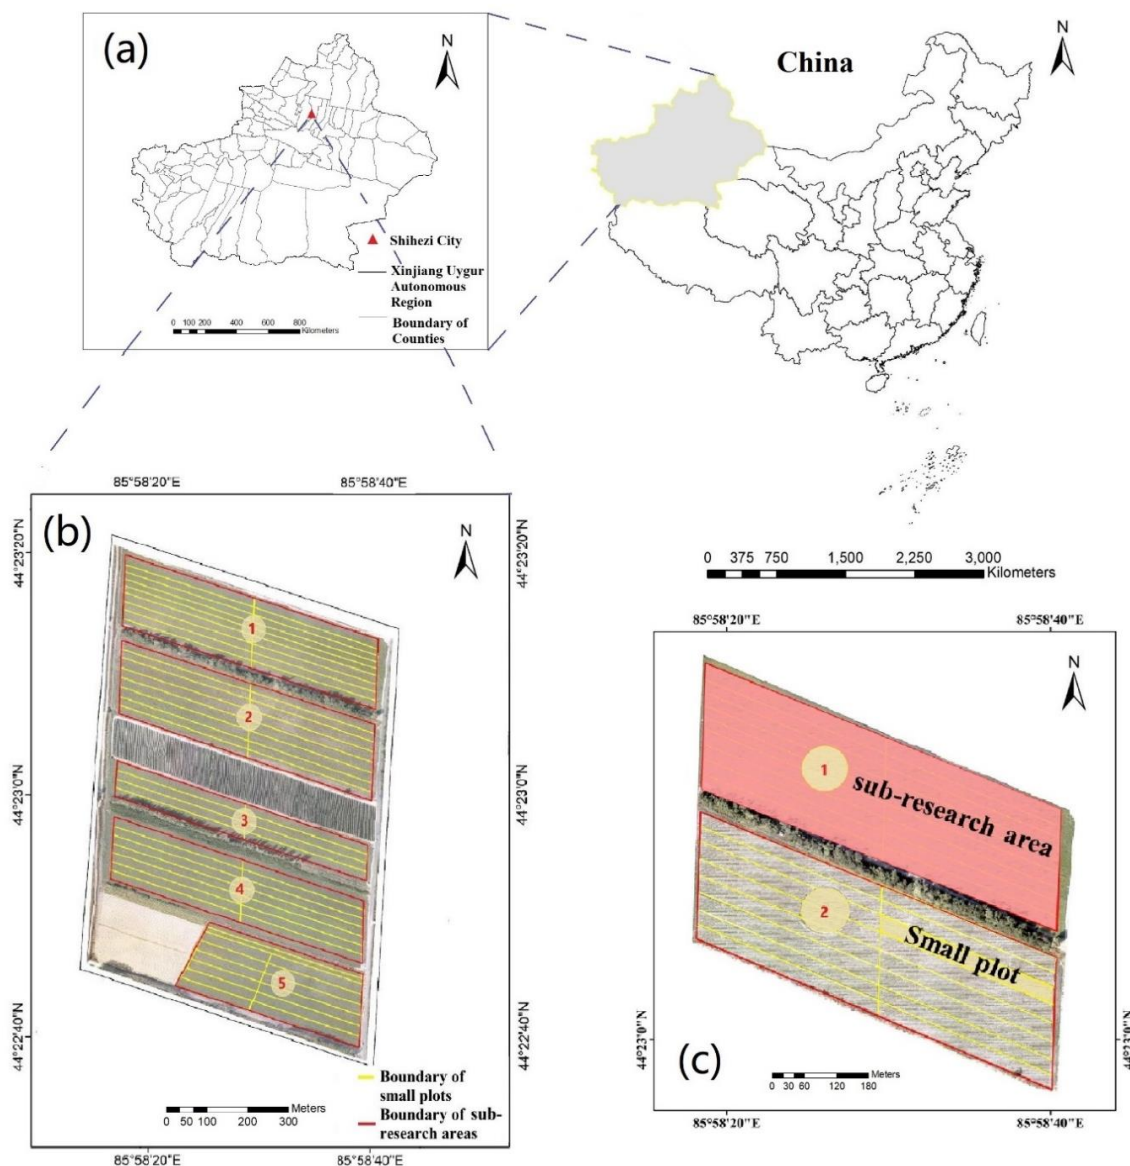 (a)
N
Shihezi City
Xinjiang Uygur
Autonomous
Region
Boundary of
Counties
0 100 200 400 600 800
Kilometers
China
N
0 375 750 1,500 2,250 3,000
Kilometers
85°58'20"E 85°58'40"E
(b)
N
44°23'20"N 44°23'20"N
1
2
44°23'0"N 44°23'0"N
3
4
5
44°22'40"N 44°22'40"N
Boundary of
small plots
Boundary of sub-
research areas
0 50 100 200 300
Meters
85°58'20"E 85°58'40"E
85°58'20"E 85°58'40"E
N
1
sub-research area
2
Small plot
44°23'0"N 44°23'0"N
(c)
0 30 60 120 180
Meters
85°58'20"E 85°58'40"E